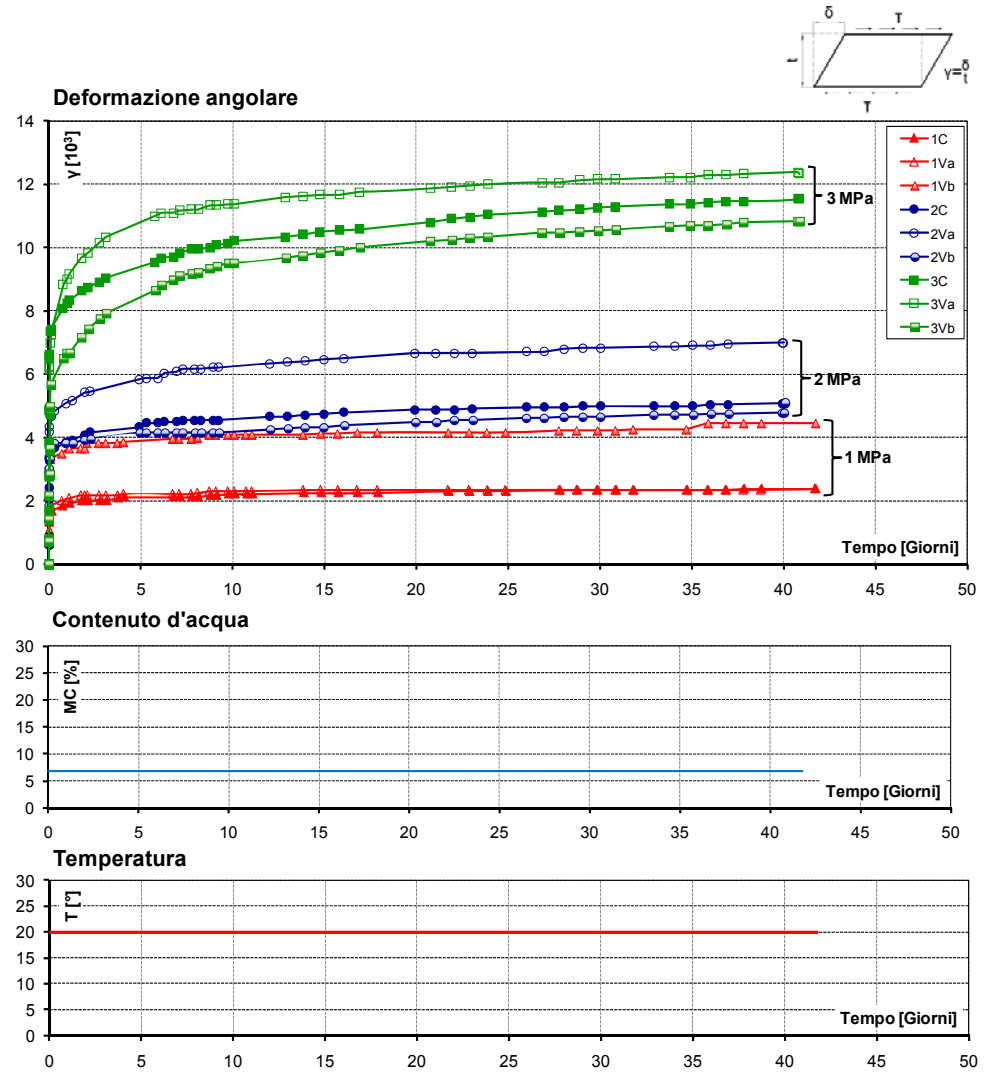 δ
T
t
γ=δ/t
T
Deformazione angolare
γ [10³]
14
12
10
8
6
4
2
0
1C
1Va
1Vb
2C
2Va
2Vb
3C
3Va
3Vb
3 MPa
2 MPa
1 MPa
Tempo [Giorni]
0 5 10 15 20 25 30 35 40 45 50
Contenuto d'acqua
MC [%]
30
25
20
15
10
5
0
Tempo [Giorni]
0 5 10 15 20 25 30 35 40 45 50
Temperatura
T [°]
30
25
20
15
10
5
0
Tempo [Giorni]
0 5 10 15 20 25 30 35 40 45 50